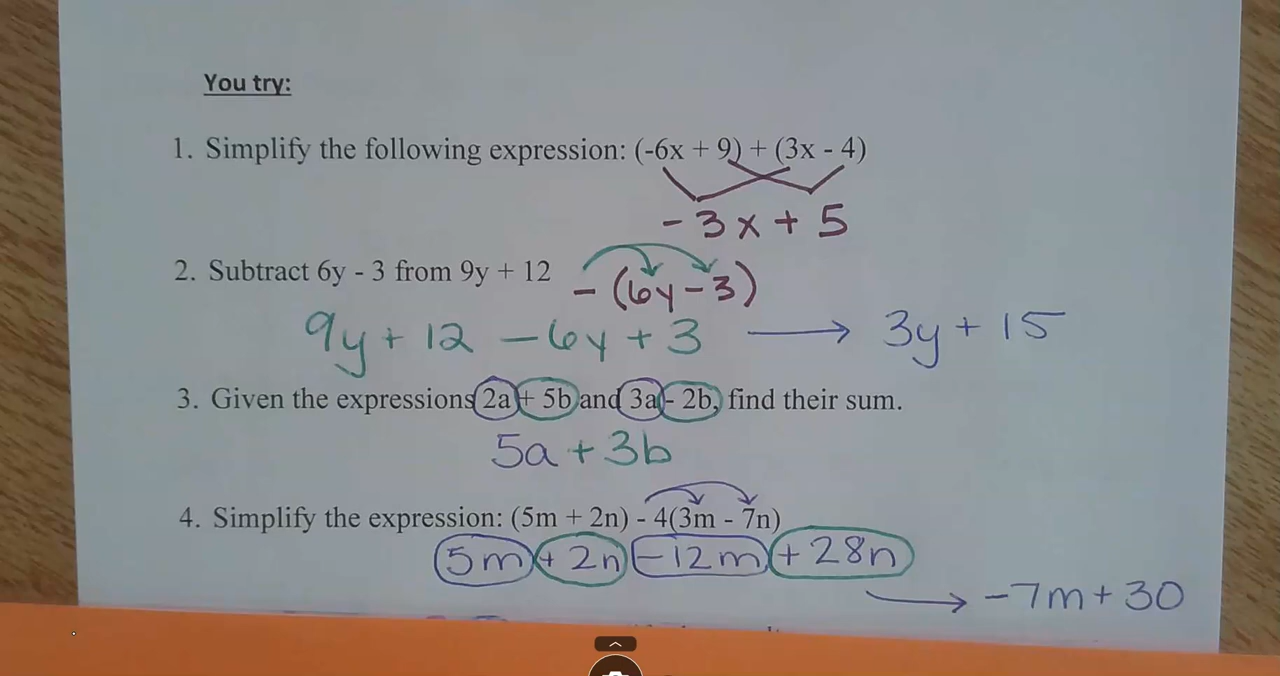 You try:
1. Simplify the following expression: (-6x + 9) + (3x - 4)
- 3x + 5
2. Subtract 6y - 3 from 9y + 12
- (6y - 3)
9y + 12 - 6y + 3 → 3y + 15
3. Given the expressions 2a + 5b and 3a - 2b, find their sum.
5a + 3b
4. Simplify the expression: (5m + 2n) - 4(3m - 7n)
5m + 2n - 12m + 28n
→ -7m + 30